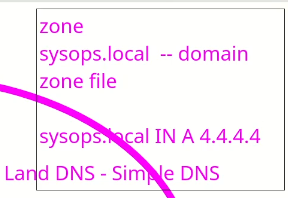 zone
sysops.local -- domain
zone file
sysops.local IN A 4.4.4.4
Land DNS - Simple DNS